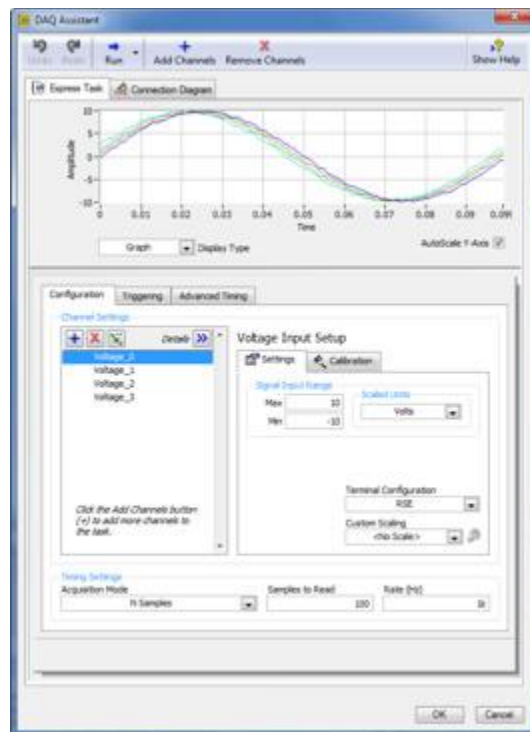 DAQ Assistant
Undo Redo Run Add Channels Remove Channels Show Help
Express Task Connection Diagram
Amplitude
10
5
0
-5
-10
0 0.01 0.02 0.03 0.04 0.05 0.06 0.07 0.08 0.09 0.099
Time
Graph Display Type AutoScale Y-Axis
Configuration Triggering Advanced Timing
Channel Settings
Details
Voltage_0
Voltage_1
Voltage_2
Voltage_3
Click the Add Channels button
(+) to add more channels to
the task.
Voltage Input Setup
Settings Calibration
Signal Input Range
Max 10
Min -10
Scaled Units
Volts
Terminal Configuration
RSE
Custom Scaling
<No Scale>
Timing Settings
Acquisition Mode Samples to Read Rate (Hz)
N Samples 100 1k
OK Cancel